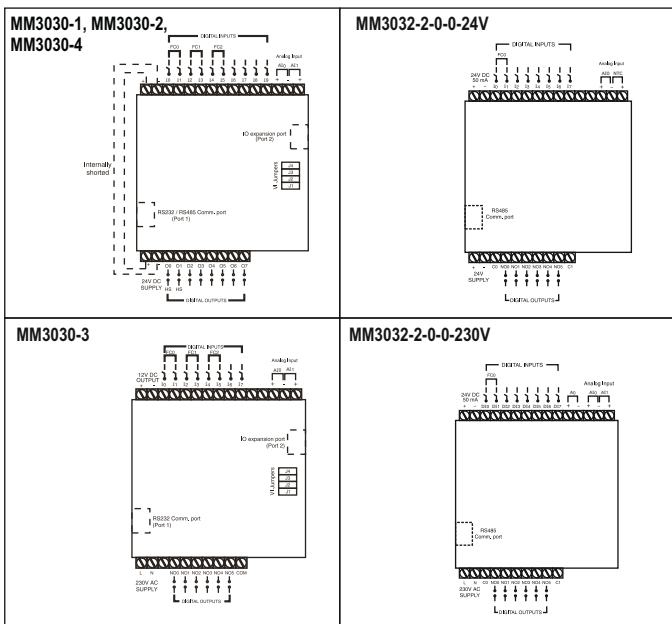 MM3030-1, MM3030-2,
MM3030-4
DIGITAL INPUTS
FC0 FC1 FC2
Analog Input
AI0 AI1
+ - I0 I1 I2 I3 I4 I5 I6 I7 I8 I9 + - +
IO expansion port
(Port 2)
Internally
shorted
VI Jumpers
J4
J3
J2
J1
RS232 / RS485 Comm. port
(Port 1)
+ - O0 O1 O2 O3 O4 O5 O6 O7
24V DC
SUPPLY
HS HS
DIGITAL OUTPUTS
MM3032-2-0-0-24V
DIGITAL INPUTS
FC0
24V DC
50 mA
Analog Input
AI0 NTC
+ - I0 I1 I2 I3 I4 I5 I6 I7 + - +
RS485
Comm. port
+ - C0 NO0 NO1 NO2 NO3 NO4 NO5 C1
24V
SUPPLY
DIGITAL OUTPUTS
MM3030-3
DIGITAL INPUTS
FC0 FC1 FC2
12V DC
OUTPUT
Analog Input
AI0 AI1
+ - I0 I1 I2 I3 I4 I5 I6 I7 + - +
IO expansion port
(Port 2)
VI Jumpers
J4
J3
J2
J1
RS232 Comm. port
(Port 1)
L N NO0 NO1 NO2 NO3 NO4 NO5 COM
230V AC
SUPPLY
DIGITAL OUTPUTS
MM3032-2-0-0-230V
DIGITAL INPUTS
FC0
24V DC
50 mA
Analog Input
A0 AI0 AI1
+ - DI0 DI1 DI2 DI3 DI4 DI5 DI6 DI7 + - + - +
RS485
Comm. port
L N C0 NO0 NO1 NO2 NO3 NO4 NO5 C1
230V AC
SUPPLY
DIGITAL OUTPUTS